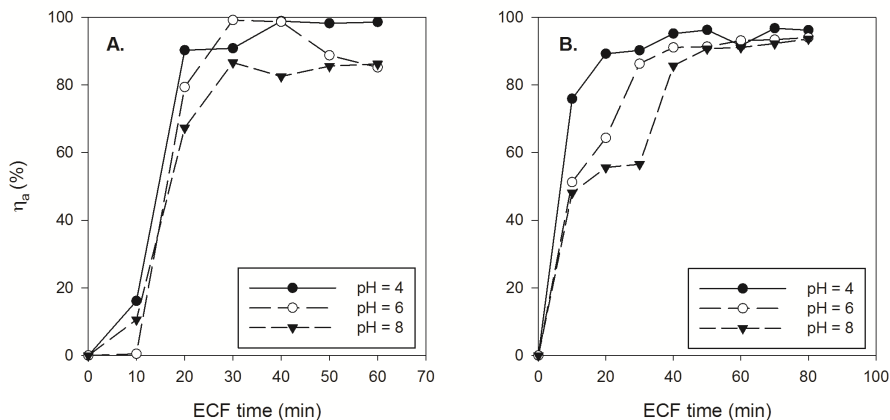 A.
B.
ηa (%)
100
80
60
40
20
0
pH = 4
pH = 6
pH = 8
0 10 20 30 40 50 60 70
ECF time (min)
100
80
60
40
20
0
pH = 4
pH = 6
pH = 8
0 20 40 60 80 100
ECF time (min)